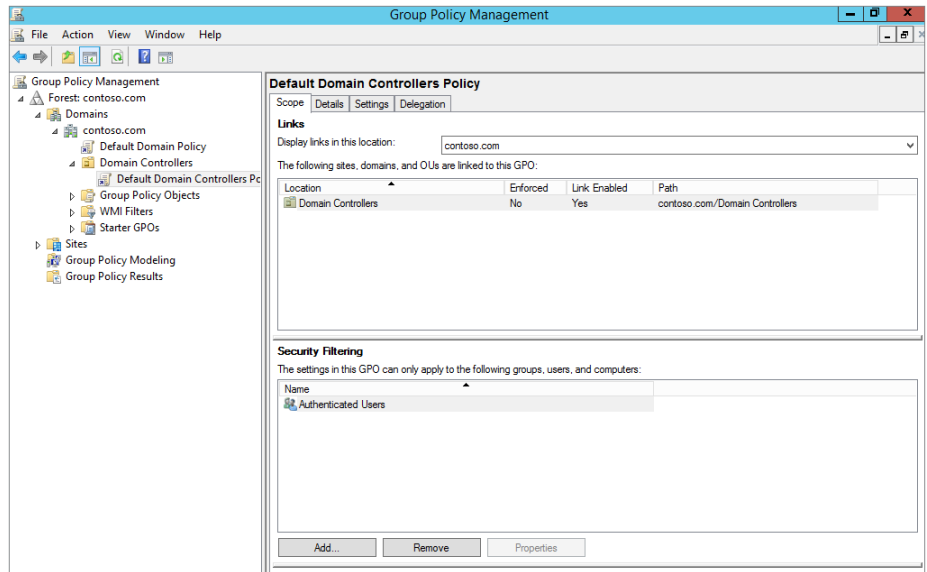 Group Policy Management
File Action View Window Help
Group Policy Management
Forest: contoso.com
Domains
contoso.com
Default Domain Policy
Domain Controllers
Default Domain Controllers Pc
Group Policy Objects
WMI Filters
Starter GPOs
Sites
Group Policy Modeling
Group Policy Results
Default Domain Controllers Policy
Scope Details Settings Delegation
Links
Display links in this location: contoso.com
The following sites, domains, and OUs are linked to this GPO:
Location Enforced Link Enabled Path
Domain Controllers No Yes contoso.com/Domain Controllers
Security Filtering
The settings in this GPO can only apply to the following groups, users, and computers:
Name
Authenticated Users
Add... Remove Properties